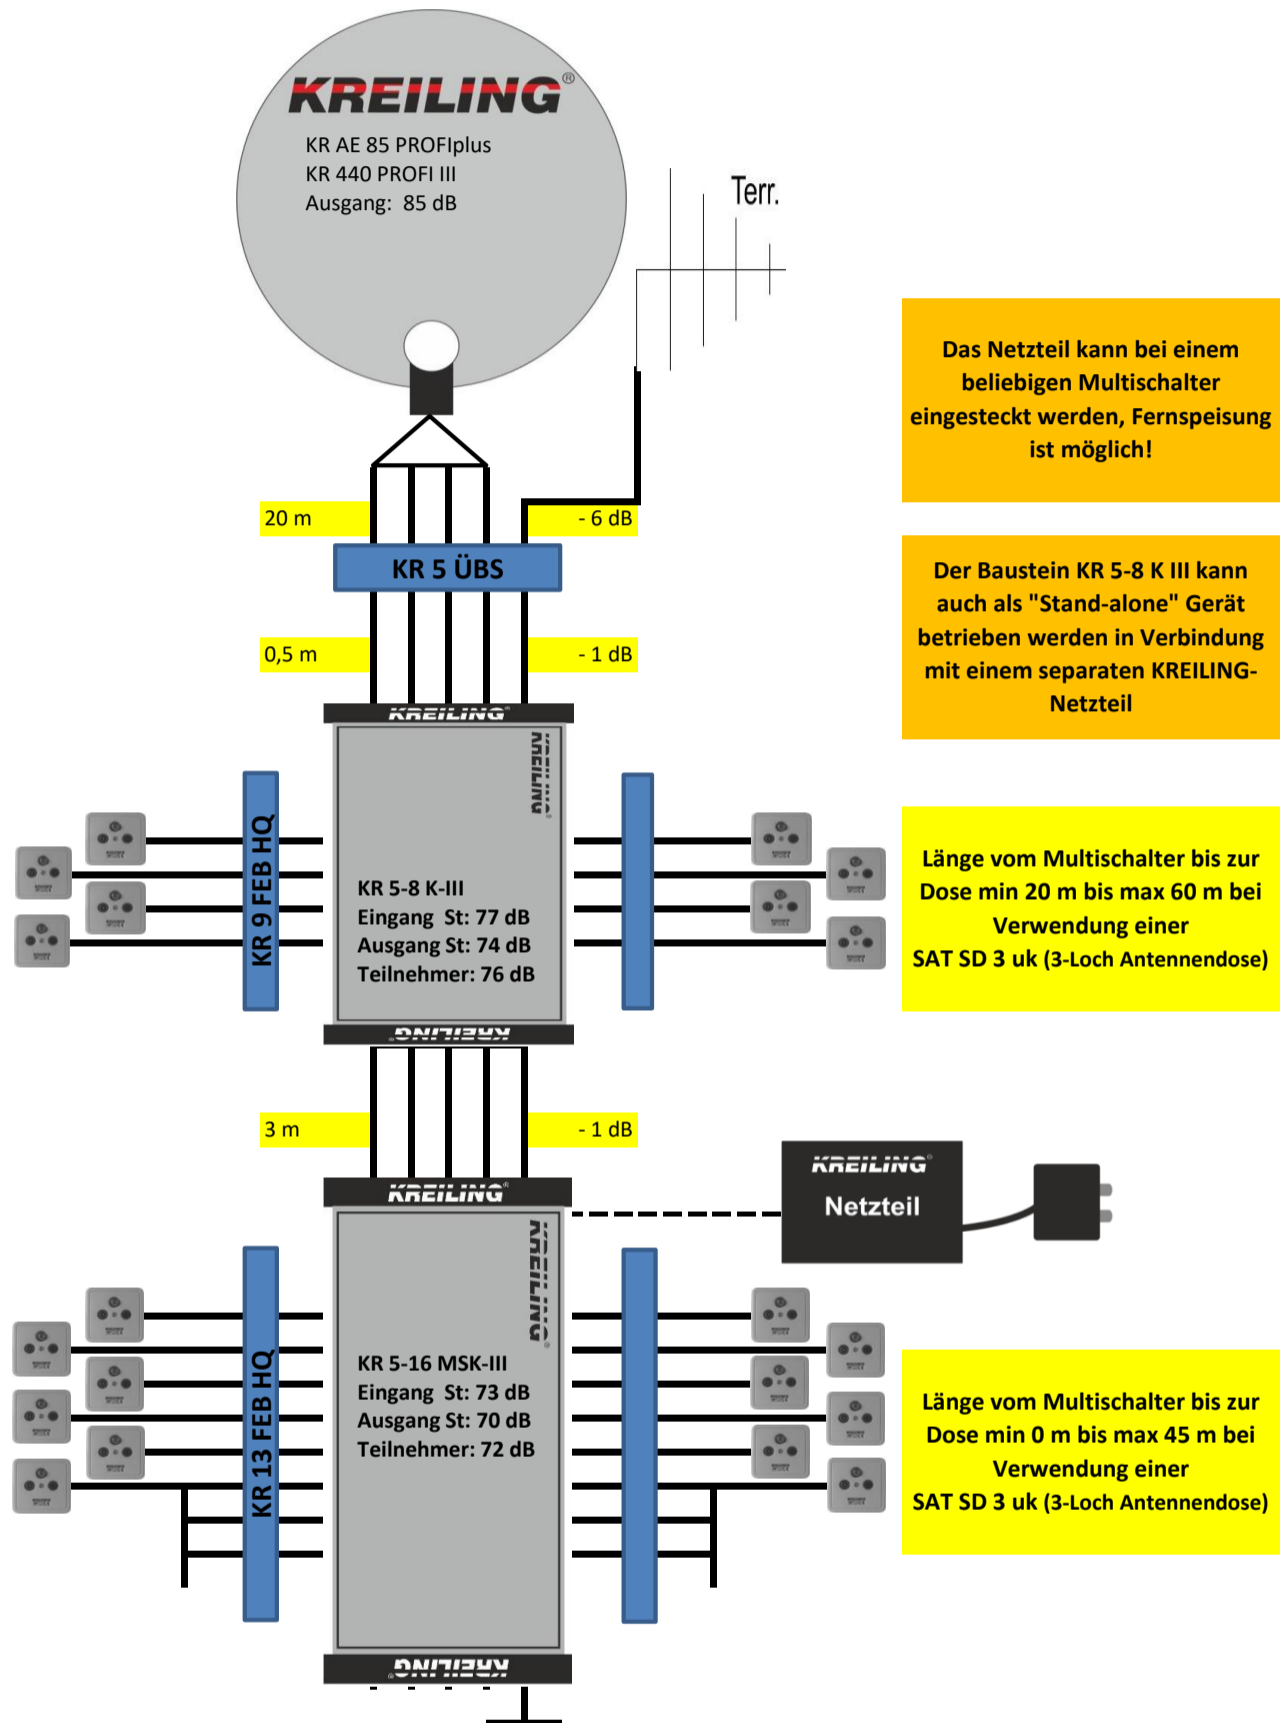 KREILING®
KR AE 85 PROFIplus
KR 440 PROFI III
Ausgang: 85 dB
Terr.
Das Netzteil kann bei einem
beliebigen Multischalter
eingesteckt werden, Fernspeisung
ist möglich!
20 m
- 6 dB
KR 5 ÜBS
Der Baustein KR 5-8 K III kann
auch als "Stand-alone" Gerät
betrieben werden in Verbindung
mit einem separaten KREILING-
Netzteil
0,5 m
- 1 dB
KREILING®
KREILING®
KR 9 FEB HQ
KR 5-8 K-III
Eingang St: 77 dB
Ausgang St: 74 dB
Teilnehmer: 76 dB
Länge vom Multischalter bis zur
Dose min 20 m bis max 60 m bei
Verwendung einer
SAT SD 3 uk (3-Loch Antennendose)
KREILING®
3 m
- 1 dB
KREILING®
Netzteil
KREILING®
KREILING®
KR 13 FEB HQ
KR 5-16 MSK-III
Eingang St: 73 dB
Ausgang St: 70 dB
Teilnehmer: 72 dB
Länge vom Multischalter bis zur
Dose min 0 m bis max 45 m bei
Verwendung einer
SAT SD 3 uk (3-Loch Antennendose)
KREILING®